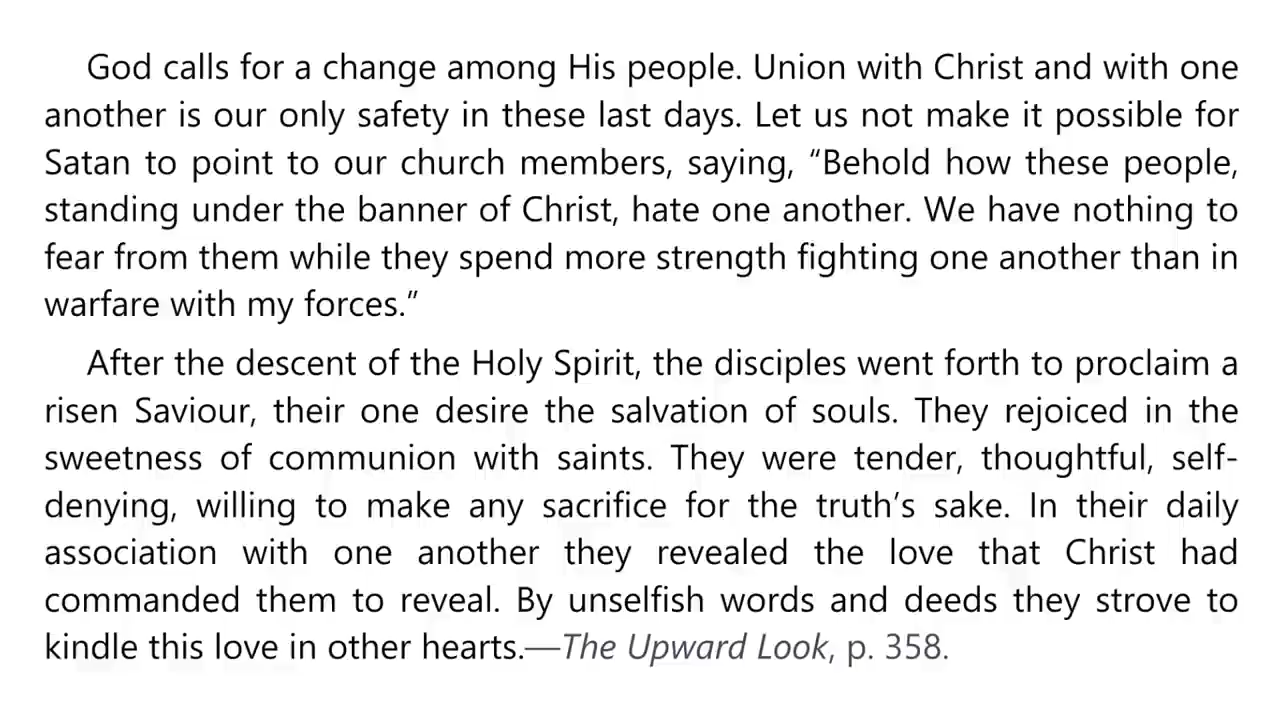 God calls for a change among His people. Union with Christ and with one
another is our only safety in these last days. Let us not make it possible for
Satan to point to our church members, saying, “Behold how these people,
standing under the banner of Christ, hate one another. We have nothing to
fear from them while they spend more strength fighting one another than in
warfare with my forces.”
After the descent of the Holy Spirit, the disciples went forth to proclaim a
risen Saviour, their one desire the salvation of souls. They rejoiced in the
sweetness of communion with saints. They were tender, thoughtful, self-
denying, willing to make any sacrifice for the truth’s sake. In their daily
association with one another they revealed the love that Christ had
commanded them to reveal. By unselfish words and deeds they strove to
kindle this love in other hearts.—The Upward Look, p. 358.